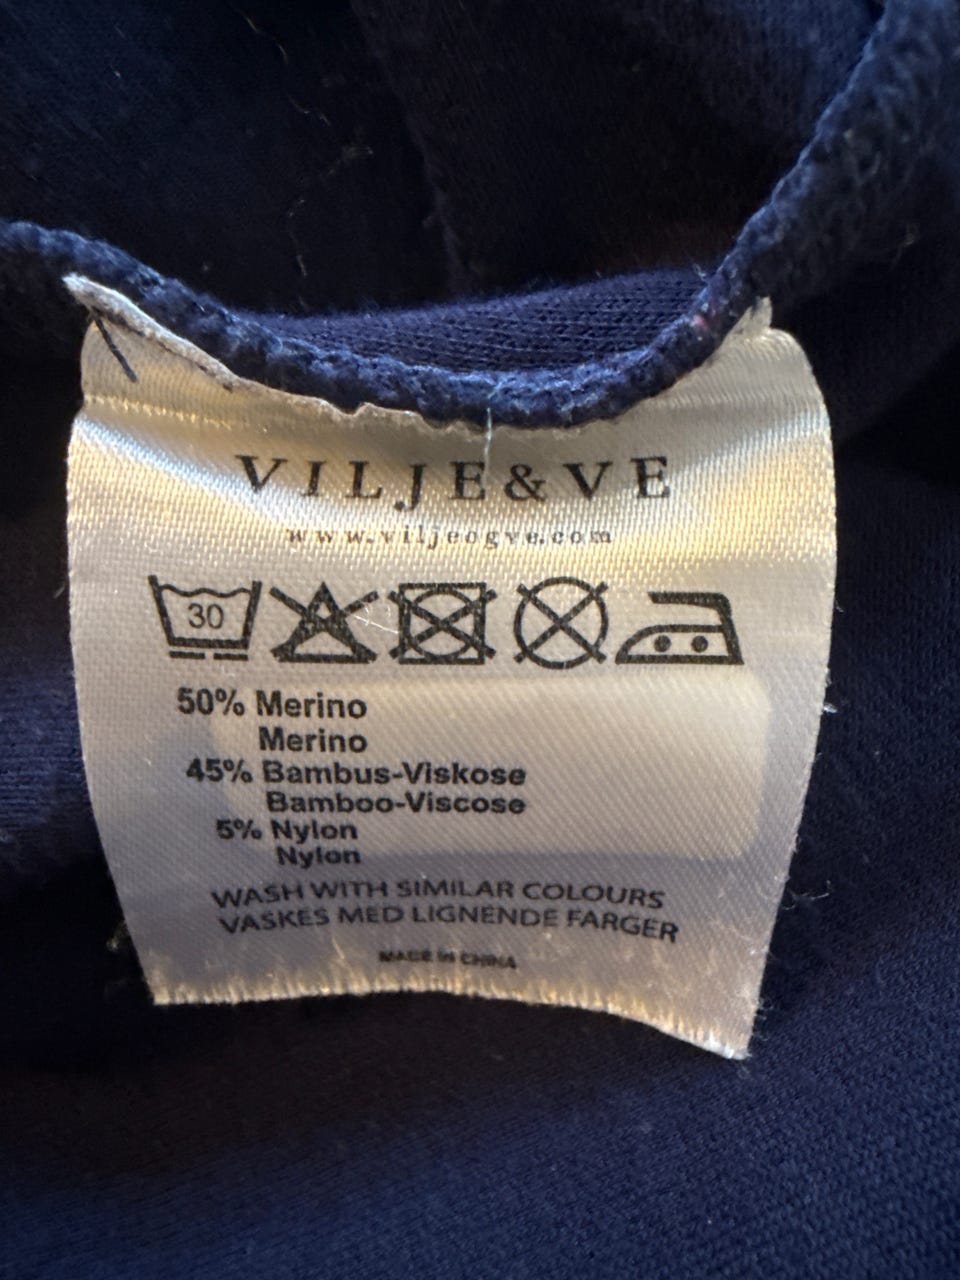 VILJE&VE
www.viljeogve.com
30
50% Merino
Merino
45% Bambus-Viskose
Bamboo-Viscose
5% Nylon
Nylon
WASH WITH SIMILAR COLOURS
VASKES MED LIGNENDE FARGER
MADE IN CHINA